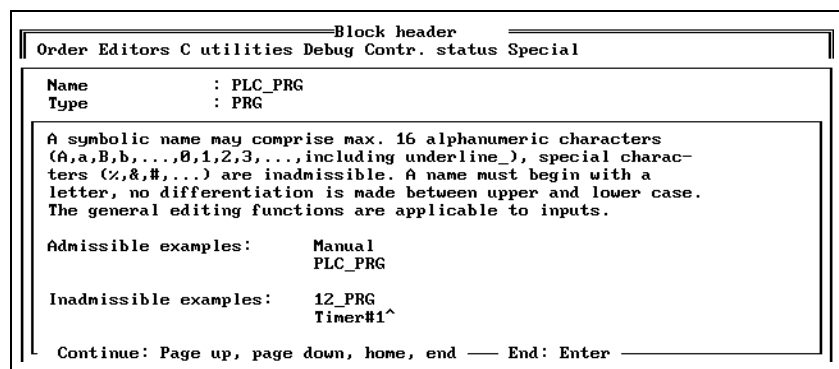 Block header
Order Editors C utilities Debug Contr. status Special
Name : PLC_PRG
Type : PRG
A symbolic name may comprise max. 16 alphanumeric characters
(A,a,B,b,...,0,1,2,3,...,including underline_), special charac-
ters (%,&,#,...) are inadmissible. A name must begin with a
letter, no differentiation is made between upper and lower case.
The general editing functions are applicable to inputs.
Admissible examples: Manual
PLC_PRG
Inadmissible examples: 12_PRG
Timer#1^
Continue: Page up, page down, home, end — End: Enter